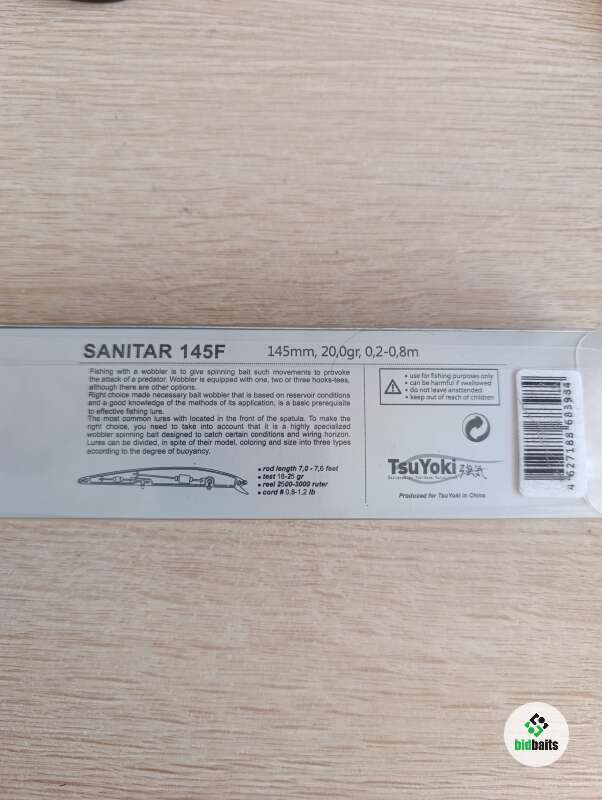 SANITAR 145F 145mm, 20,0gr, 0,2-0,8m
Fishing with a wobbler is to give spinning bait such movements to provoke
the attack of a predator. Wobbler is equipped with one, two or three hooks-tees,
although there are other options.
Right choice made necessary bait wobbler that is based on reservoir conditions
and a good knowledge of the methods of its application, is a basic prerequisite
to effective fishing lure.
The most common lures with located in the front of the spatula. To make the
right choice, you need to take into account that it is a highly specialized
wobbler spinning bait designed to catch certain conditions and wiring horizon.
Lures can be divided, in spite of their model, coloring and size into three types
according to the degree of buoyancy.
• rod length 7,0 - 7,6 feet
• test 18-25 gr
• reel 2500-3000 ruter
• cord # 0,8-1,2 lb
• use for fishing purposes only
• can be harmful if swallowed
• do not leave unattended
• keep out of reach of children
TsuYoki 強気
Produced for TsuYoki in China
4 627188 683984
bidbaits